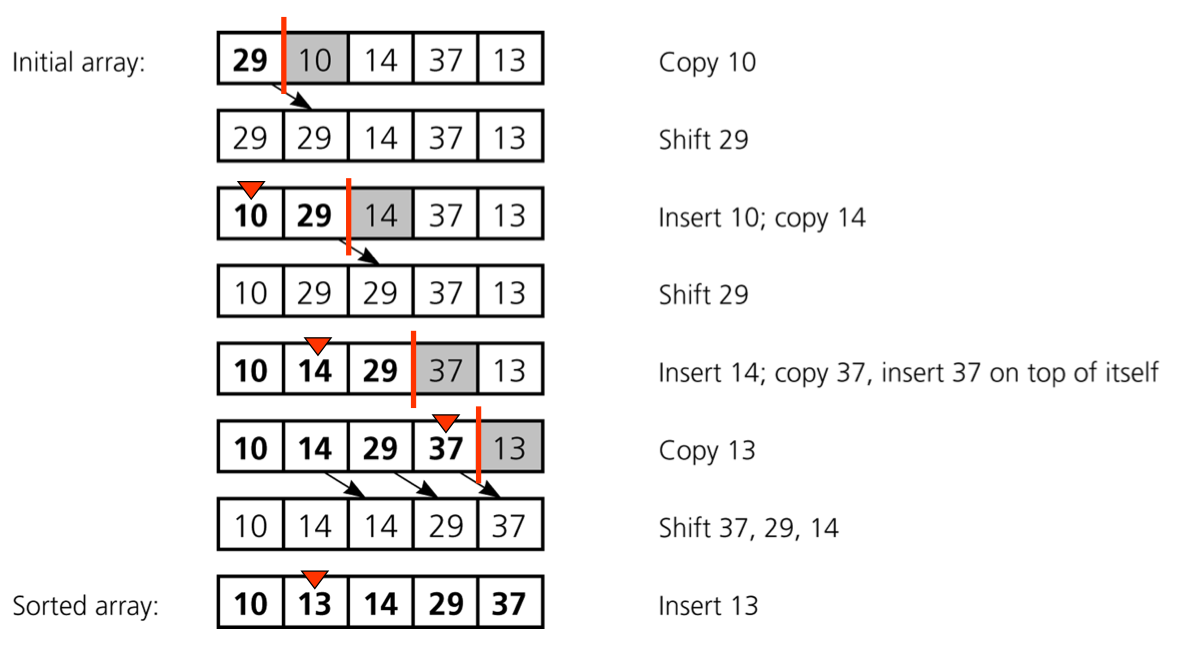 Initial array: 29 10 14 37 13 Copy 10
29 29 14 37 13 Shift 29
10 29 14 37 13 Insert 10; copy 14
10 29 29 37 13 Shift 29
10 14 29 37 13 Insert 14; copy 37, insert 37 on top of itself
10 14 29 37 13 Copy 13
10 14 14 29 37 Shift 37, 29, 14
Sorted array: 10 13 14 29 37 Insert 13